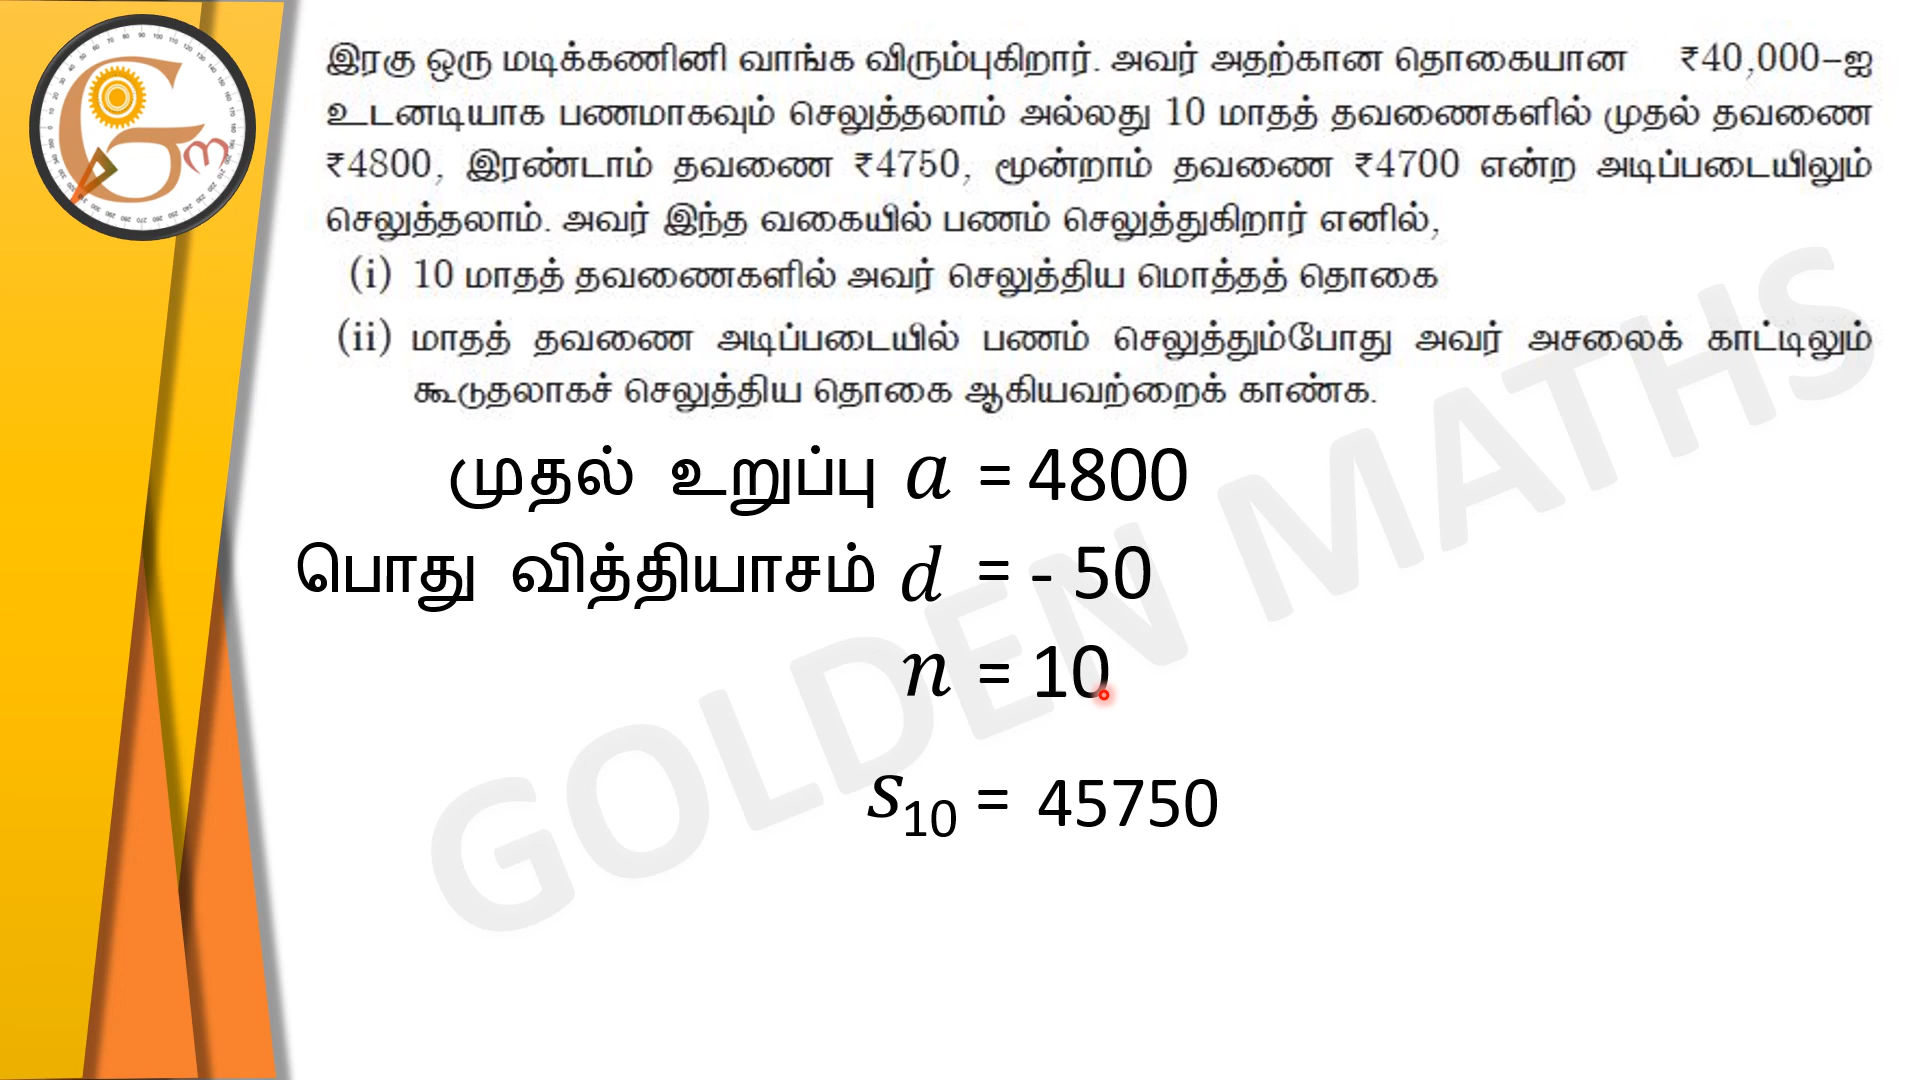 இரகு ஒரு மடிக்கணினி வாங்க விரும்புகிறார். அவர் அதற்கான தொகையான ₹40,000–ஐ
உடனடியாக பணமாகவும் செலுத்தலாம் அல்லது 10 மாதத் தவணைகளில் முதல் தவணை
₹4800, இரண்டாம் தவணை ₹4750, மூன்றாம் தவணை ₹4700 என்ற அடிப்படையிலும்
செலுத்தலாம். அவர் இந்த வகையில் பணம் செலுத்துகிறார் எனில்,
(i) 10 மாதத் தவணைகளில் அவர் செலுத்திய மொத்தத் தொகை
(ii) மாதத் தவணை அடிப்படையில் பணம் செலுத்தும்போது அவர் அசலைக் காட்டிலும்
கூடுதலாகச் செலுத்திய தொகை ஆகியவற்றைக் காண்க.
முதல் உறுப்பு a = 4800
பொது வித்தியாசம் d = - 50
n = 10
s₁₀ = 45750
GOLDEN MATHS